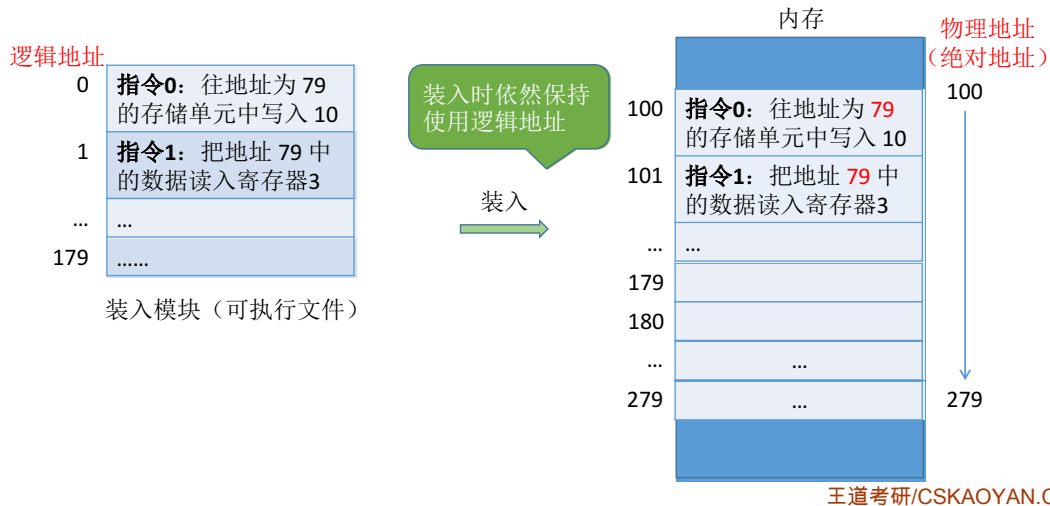 逻辑地址
0
指令0：往地址为 79
的存储单元中写入 10
1
指令1：把地址 79 中
的数据读入寄存器3
...
...
179
......
装入模块（可执行文件）
装入时依然保持
使用逻辑地址
装入
内存
物理地址
（绝对地址）
100
指令0：往地址为 79
的存储单元中写入 10
100
101
指令1：把地址 79 中
的数据读入寄存器3
...
...
179
180
...
...
279
...
279
王道考研/CSKAOYAN.C